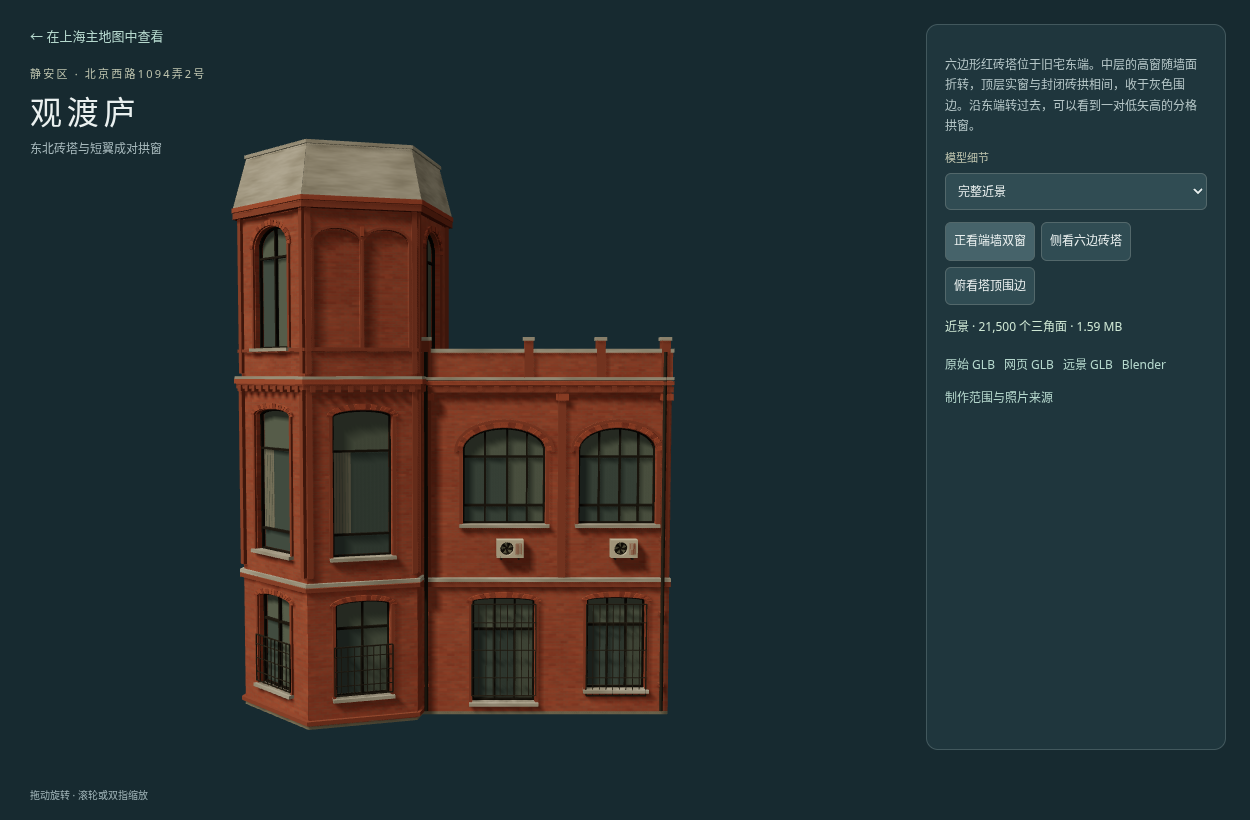 ← 在上海主地图中查看
静安区 · 北京西路1094弄2号
观渡庐
东北砖塔与短翼成对拱窗
六边形红砖塔位于旧宅东端。中层的高窗随墙面
折转，顶层实窗与封闭砖拱相间，收于灰色围
边。沿东端转过去，可以看到一对低矢高的分格
拱窗。
模型细节
完整近景
正看端墙双窗 侧看六边砖塔
俯看塔顶围边
近景 · 21,500 个三角面 · 1.59 MB
原始 GLB 网页 GLB 远景 GLB Blender
制作范围与照片来源
拖动旋转 · 滚轮或双指缩放